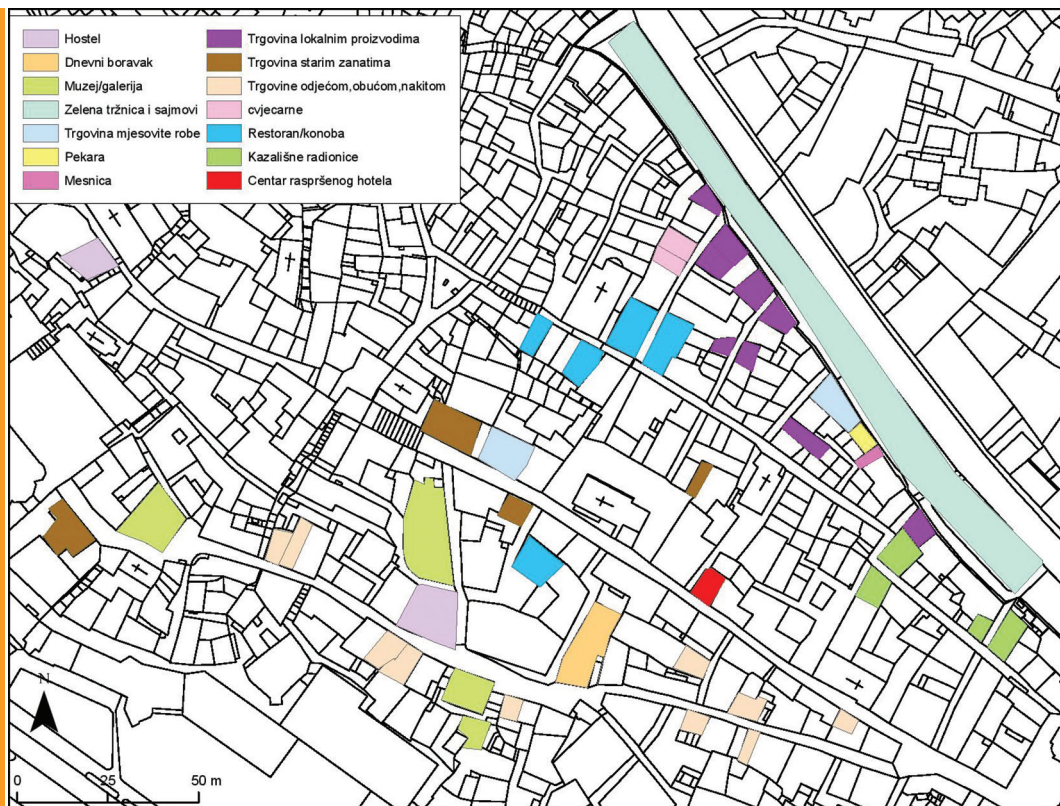 Hostel
Dnevni boravak
Muzej/galerija
Zelena tržnica i sajmovi
Trgovina mjesovite robe
Pekara
Mesnica
Trgovina lokalnim proizvodima
Trgovina starim zanatima
Trgovine odjećom,obućom,nakitom
cvjecarne
Restoran/konoba
Kazališne radionice
Centar raspršenog hotela
N
0 25 50 m